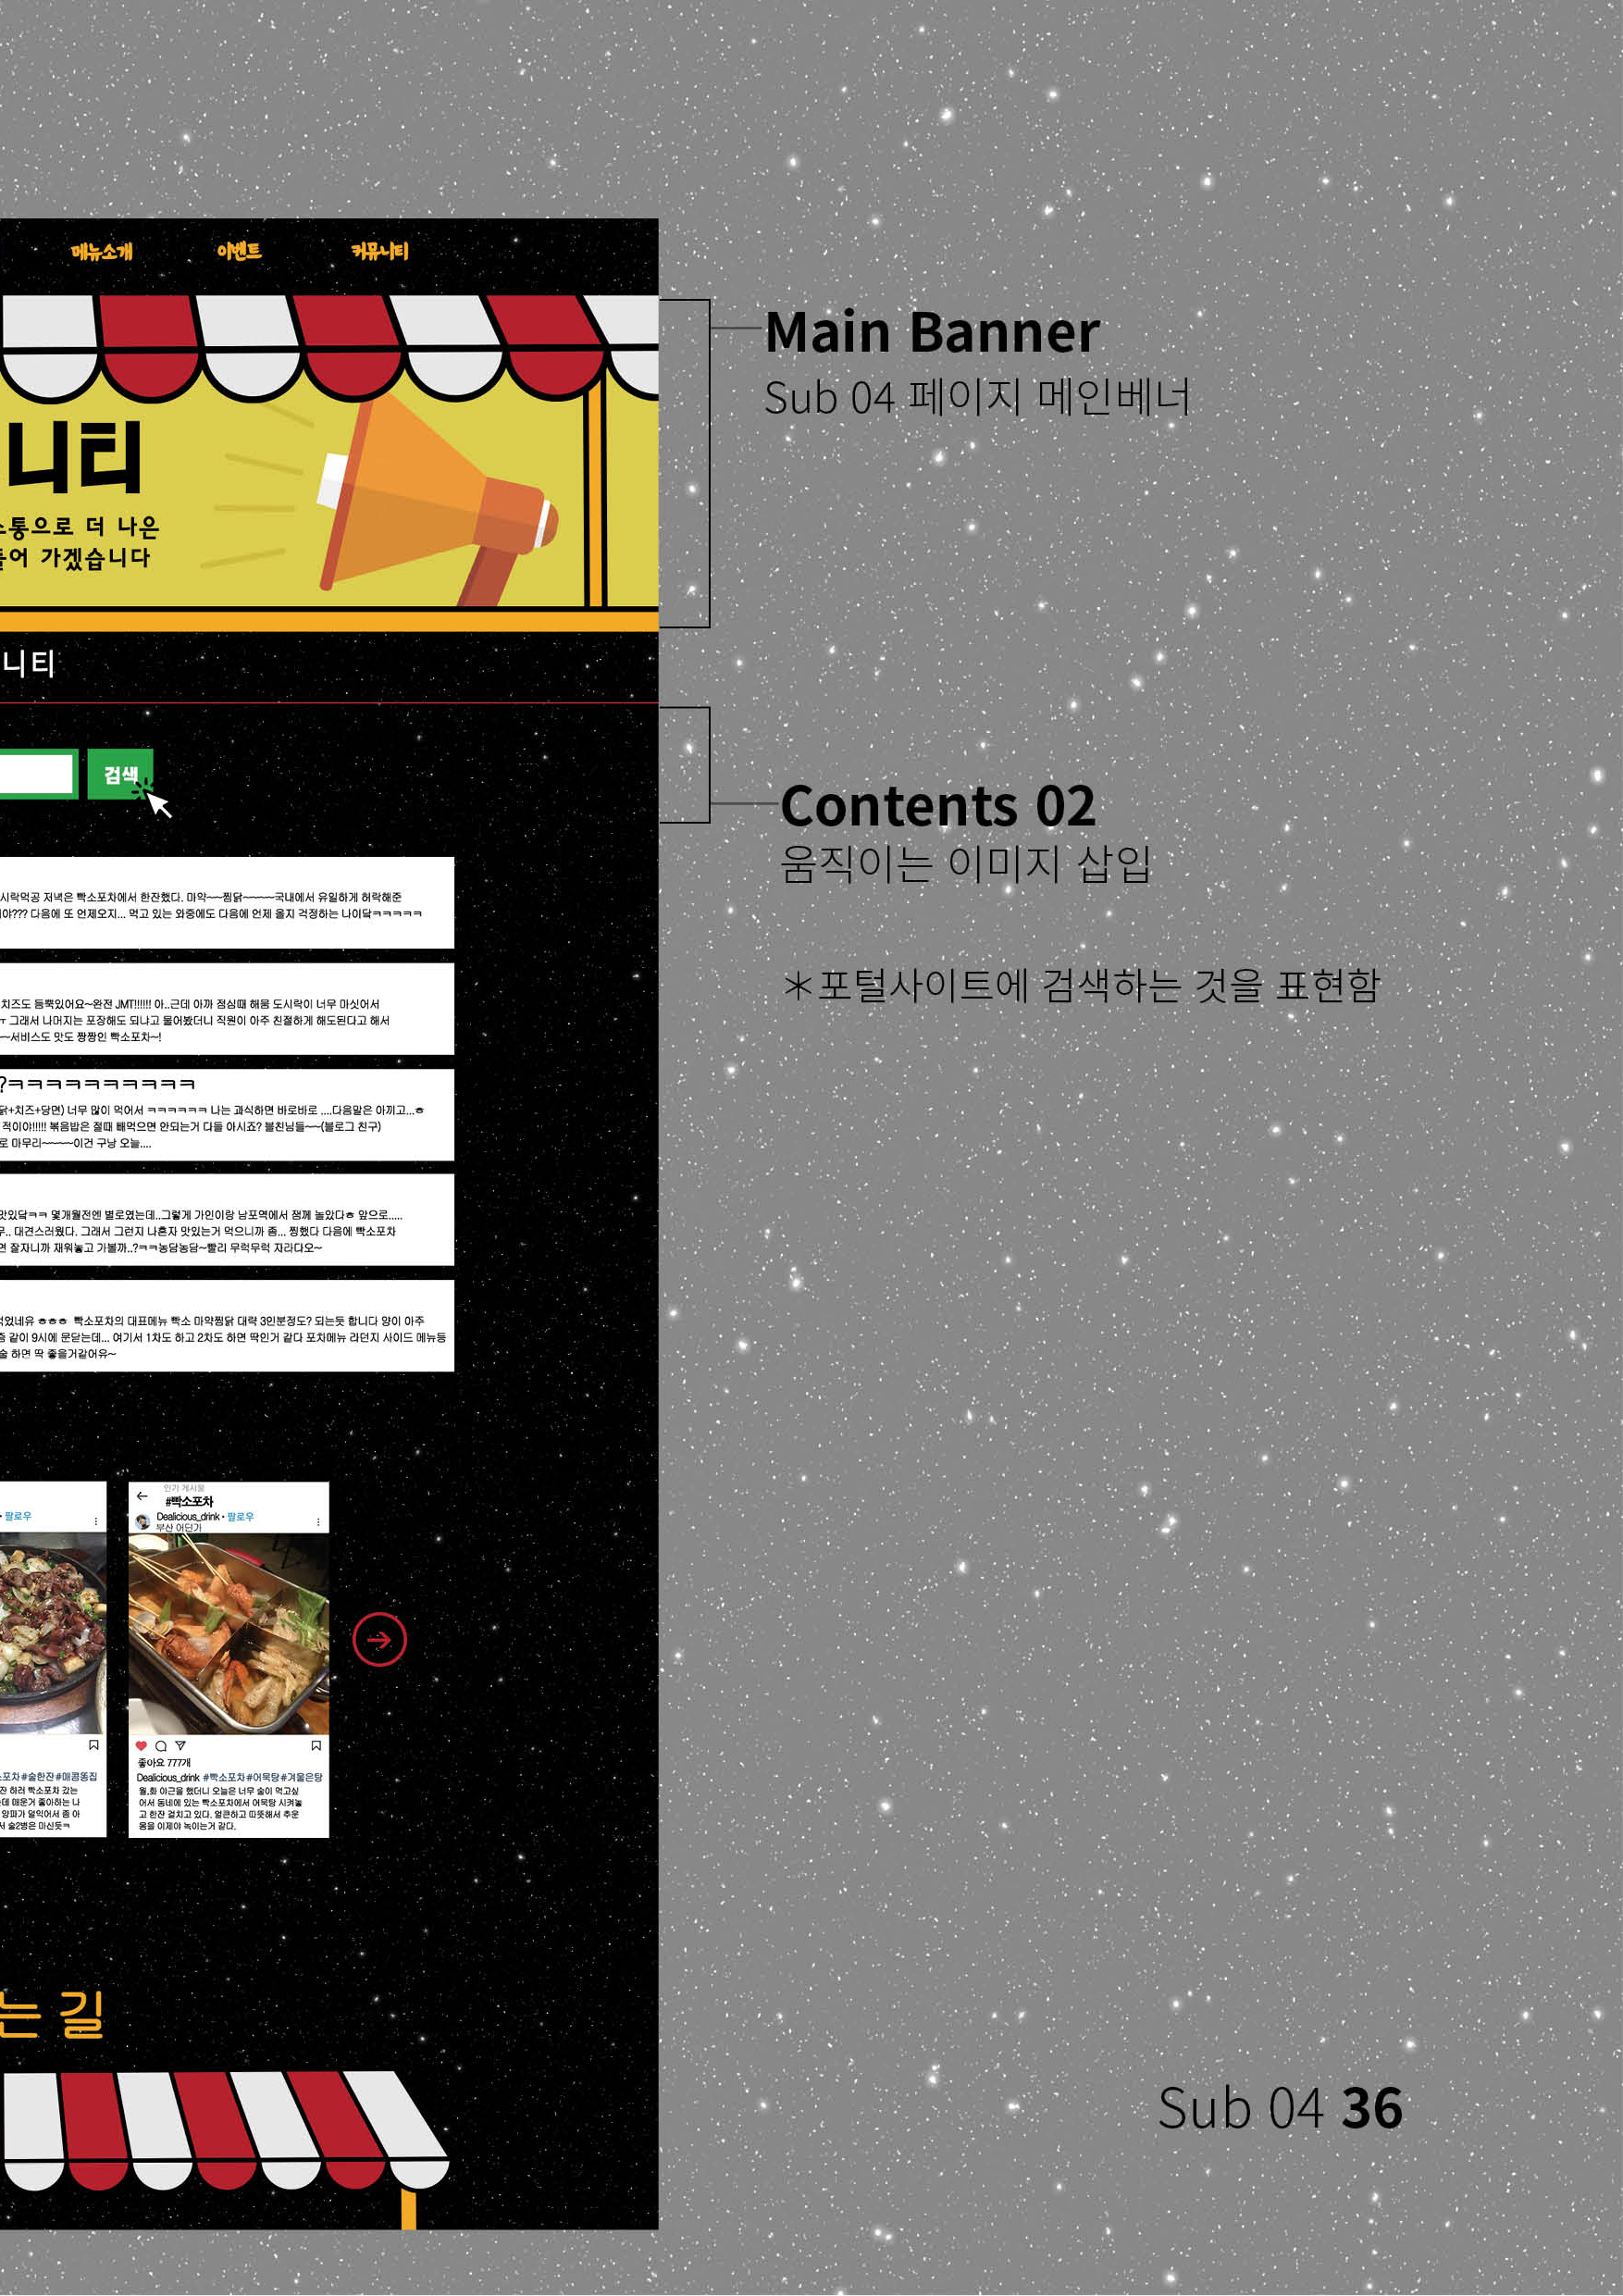 메뉴소개 이벤트 커뮤니티
Main Banner
Sub 04 페이지 메인베너
니티
소통으로 더 나은
들어 가겠습니다
니티
검색
Contents 02
움직이는 이미지 삽입
*포털사이트에 검색하는 것을 표현함
시락먹공 저녁은 빡소포차에서 한잔했다. 마약~~찜닭~~~~~국내에서 유일하게 허락해준
야??? 다음에 또 언제오지... 먹고 있는 와중에도 다음에 언제 올지 걱정하는 나이닥ㅋㅋㅋㅋㅋ
치즈도 듬뿍있어요~완전 JMT!!!!!! 아..근데 아까 점심때 해움 도시락이 너무 마싯어서
ㅜ 그래서 나머지는 포장해도 되냐고 물어봤더니 직원이 아주 친절하게 해도된다고 해서
~서비스도 맛도 짱짱인 빡소포차~!
?ㅋㅋㅋㅋㅋㅋㅋㅋㅋㅋ
닭+치즈+당면) 너무 많이 먹어서 ㅋㅋㅋㅋㅋㅋ 나는 과식하면 바로바로 ....다음말은 아끼고...ㅎ
적이야!!!!! 볶음밥은 절때 빼먹으면 안되는거 다들 아시죠? 블친님들~~(블로그 친구)
로 마무리~~~~이건 구냥 오늘....
맛있닥ㅋㅋ 몇개월전엔 별로였는데..그렇게 가인이랑 남포역에서 잼께 놀았다ㅎ 앞으로.....
우.. 대견스러웠다. 그래서 그런지 나혼자 맛있는거 먹으니까 좀... 찡했다 다음에 빡소포차
면 잘자니까 재워놓고 가볼까..?ㅋㅋ농담농담~빨리 무럭무럭 자라다오~
먹었네유 ㅎㅎㅎ 빡소포차의 대표메뉴 빡소 마약찜닭 대략 3인분정도? 되는듯 합니다 양이 아주
즘 같이 9시에 문닫는데... 여기서 1차도 하고 2차도 하면 딱인거 같다 포차메뉴 라던지 사이드 메뉴등
술 하면 딱 좋을거같어유~
• 팔로우
인기 게시물
#빡소포차
Dealicious_drink • 팔로우
부산 어딘가
포차#술한잔#매콤똥집
잔 하러 빡소포차 갔는
데 매운거 좋아하는 나
양파가 덜익어서 좀 아
서 술2병은 마신듯ㅋ
좋아요 777개
Dealicious_drink #빡소포차#어묵탕#겨울은탕
월,화 야근을 했더니 오늘은 너무 술이 먹고싶
어서 동네에 있는 빡소포차에서 어묵탕 시켜놓
고 한잔 걸치고 있다. 얼큰하고 따뜻해서 추운
몸을 이제야 녹이는거 같다.
는 길
Sub 04 36